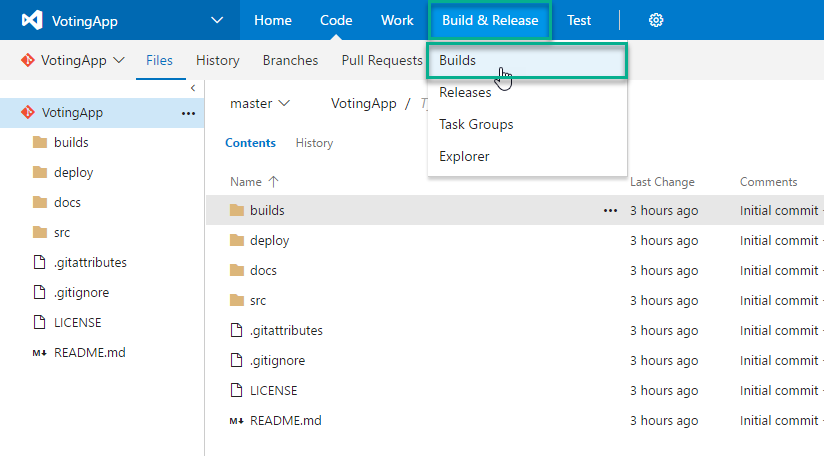 VotingApp Home Code Work Build & Release Test
VotingApp Files History Branches Pull Requests
Builds
Releases
Task Groups
Explorer
VotingApp
builds
deploy
docs
src
.gitattributes
.gitignore
LICENSE
README.md
master VotingApp /
Contents History
Name Last Change Comments
builds 3 hours ago Initial commit
deploy 3 hours ago Initial commit
docs 3 hours ago Initial commit
src 3 hours ago Initial commit
.gitattributes 3 hours ago Initial commit
.gitignore 3 hours ago Initial commit
LICENSE 3 hours ago Initial commit
README.md 3 hours ago Initial commit